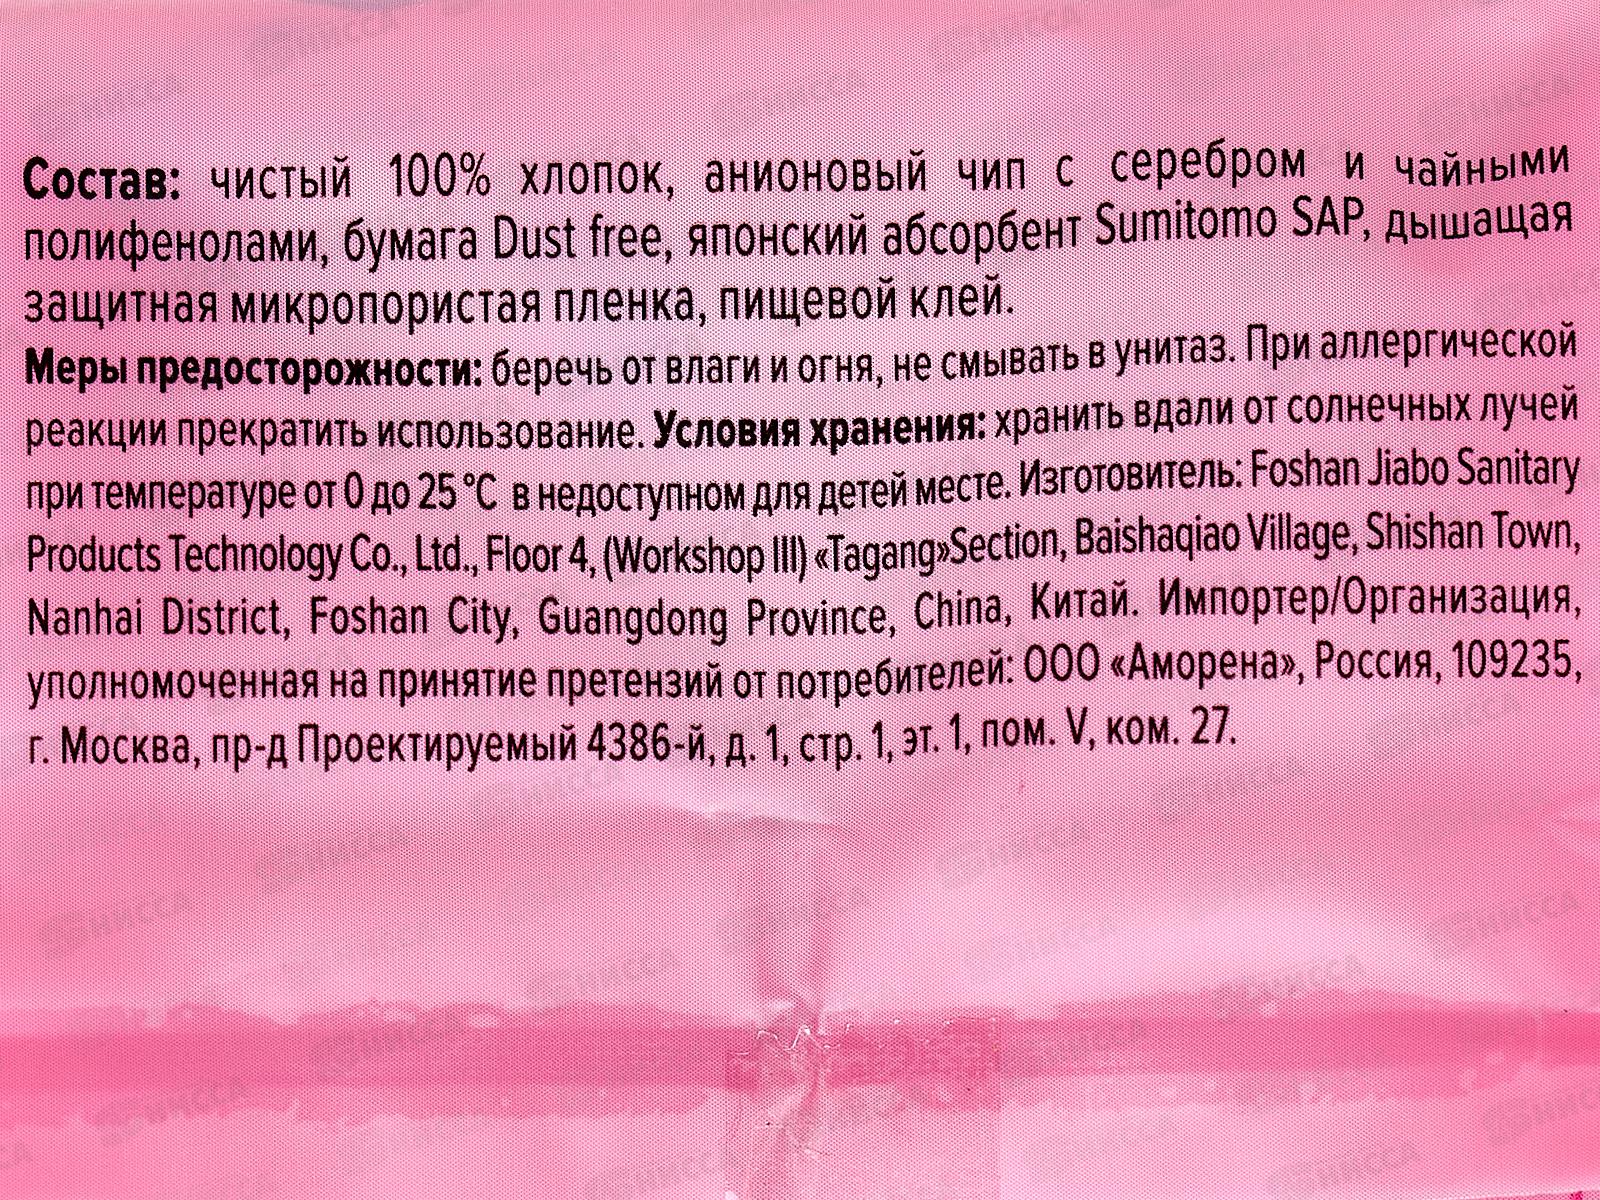 Состав: чистый 100% хлопок, анионовый чип с серебром и чайными
полифенолами, бумага Dust free, японский абсорбент Sumitomo SAP, дышащая
защитная микропористая пленка, пищевой клей.
Меры предосторожности: беречь от влаги и огня, не смывать в унитаз. При аллергической
реакции прекратить использование. Условия хранения: хранить вдали от солнечных лучей
при температуре от 0 до 25 °С в недоступном для детей месте. Изготовитель: Foshan Jiabo Sanitary
Products Technology Co., Ltd., Floor 4, (Workshop III) «Tagang»Section, Baishaqiao Village, Shishan Town,
Nanhai District, Foshan City, Guangdong Province, China, Китай. Импортер/Организация,
уполномоченная на принятие претензий от потребителей: ООО «Аморена», Россия, 109235,
г. Москва, пр-д Проектируемый 4386-й, д. 1, стр. 1, эт. 1, пом. V, ком. 27.